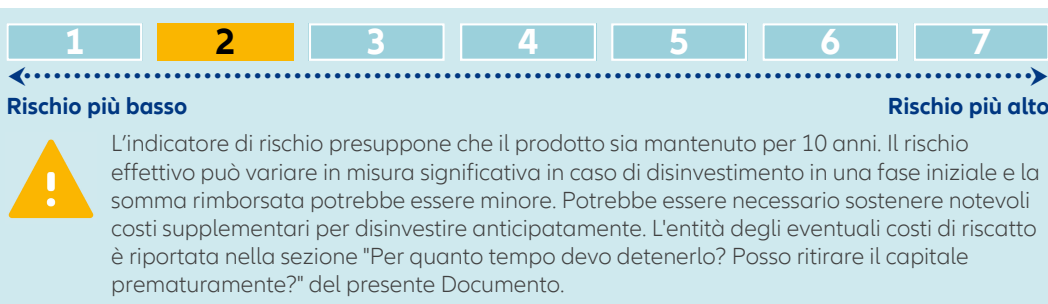 1 2 3 4 5 6 7
Rischio più basso Rischio più alto
L'indicatore di rischio presuppone che il prodotto sia mantenuto per 10 anni. Il rischio
effettivo può variare in misura significativa in caso di disinvestimento in una fase iniziale e la
somma rimborsata potrebbe essere minore. Potrebbe essere necessario sostenere notevoli
costi supplementari per disinvestire anticipatamente. L'entità degli eventuali costi di riscatto
è riportata nella sezione "Per quanto tempo devo detenerlo? Posso ritirare il capitale
prematuramente?" del presente Documento.